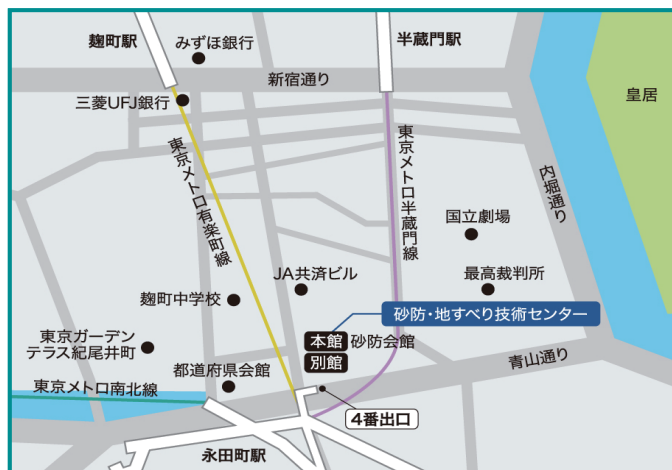 麹町駅
みずほ銀行
半蔵門駅
新宿通り
三菱UFJ銀行
皇居
東京メトロ有楽町線
東京メトロ半蔵門線
内堀通り
国立劇場
JA共済ビル
最高裁判所
麹町中学校
砂防・地すべり技術センター
東京ガーデン
テラス紀尾井町
本館 砂防会館
別館
青山通り
都道府県会館
東京メトロ南北線
4番出口
永田町駅